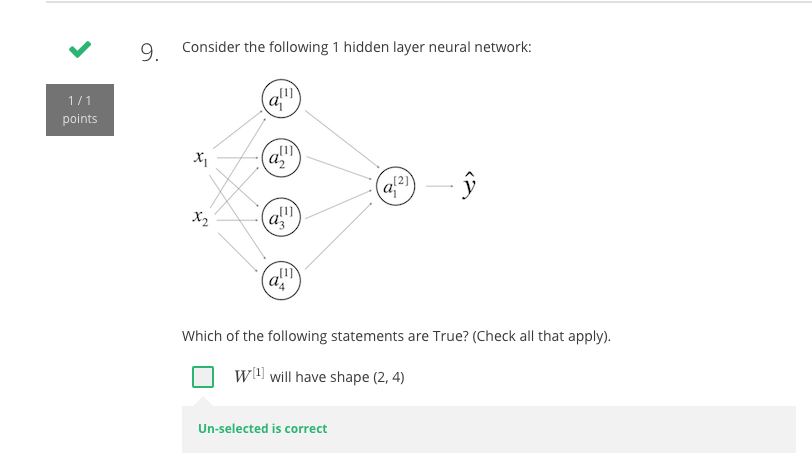 9. Consider the following 1 hidden layer neural network:
1 / 1
points
a_1^{[1]}
x_1
a_2^{[1]}
a_1^{[2]}
ŷ
x_2
a_3^{[1]}
a_4^{[1]}
Which of the following statements are True? (Check all that apply).
W^{[1]} will have shape (2, 4)
Un-selected is correct